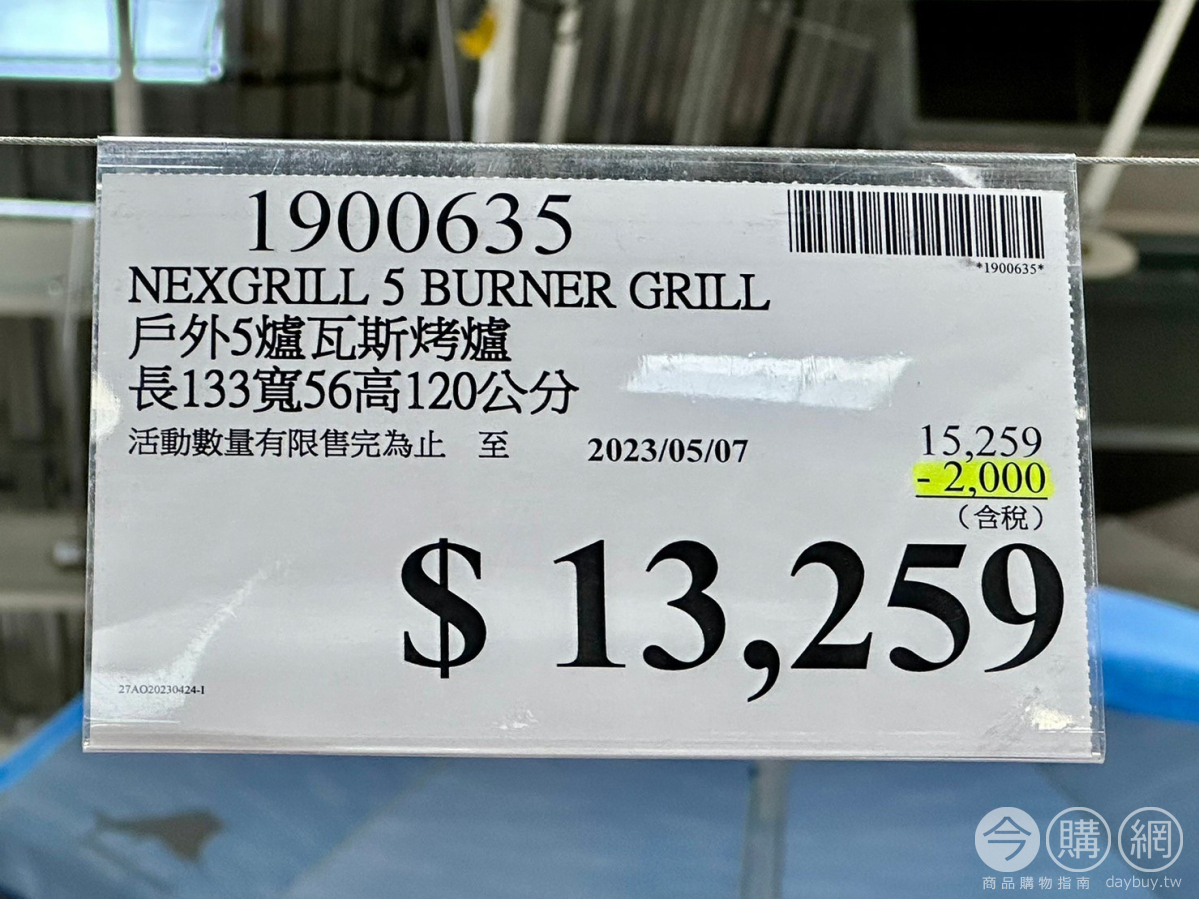 1900635
*1900635*
NEXGRILL 5 BURNER GRILL
戶外5爐瓦斯烤爐
長133寬56高120公分
活動數量有限售完為止 至 2023/05/07
15,259
- 2,000
(含稅)
$ 13,259
27AO20230424-1
今購網
商品購物指南 daybuy.tw